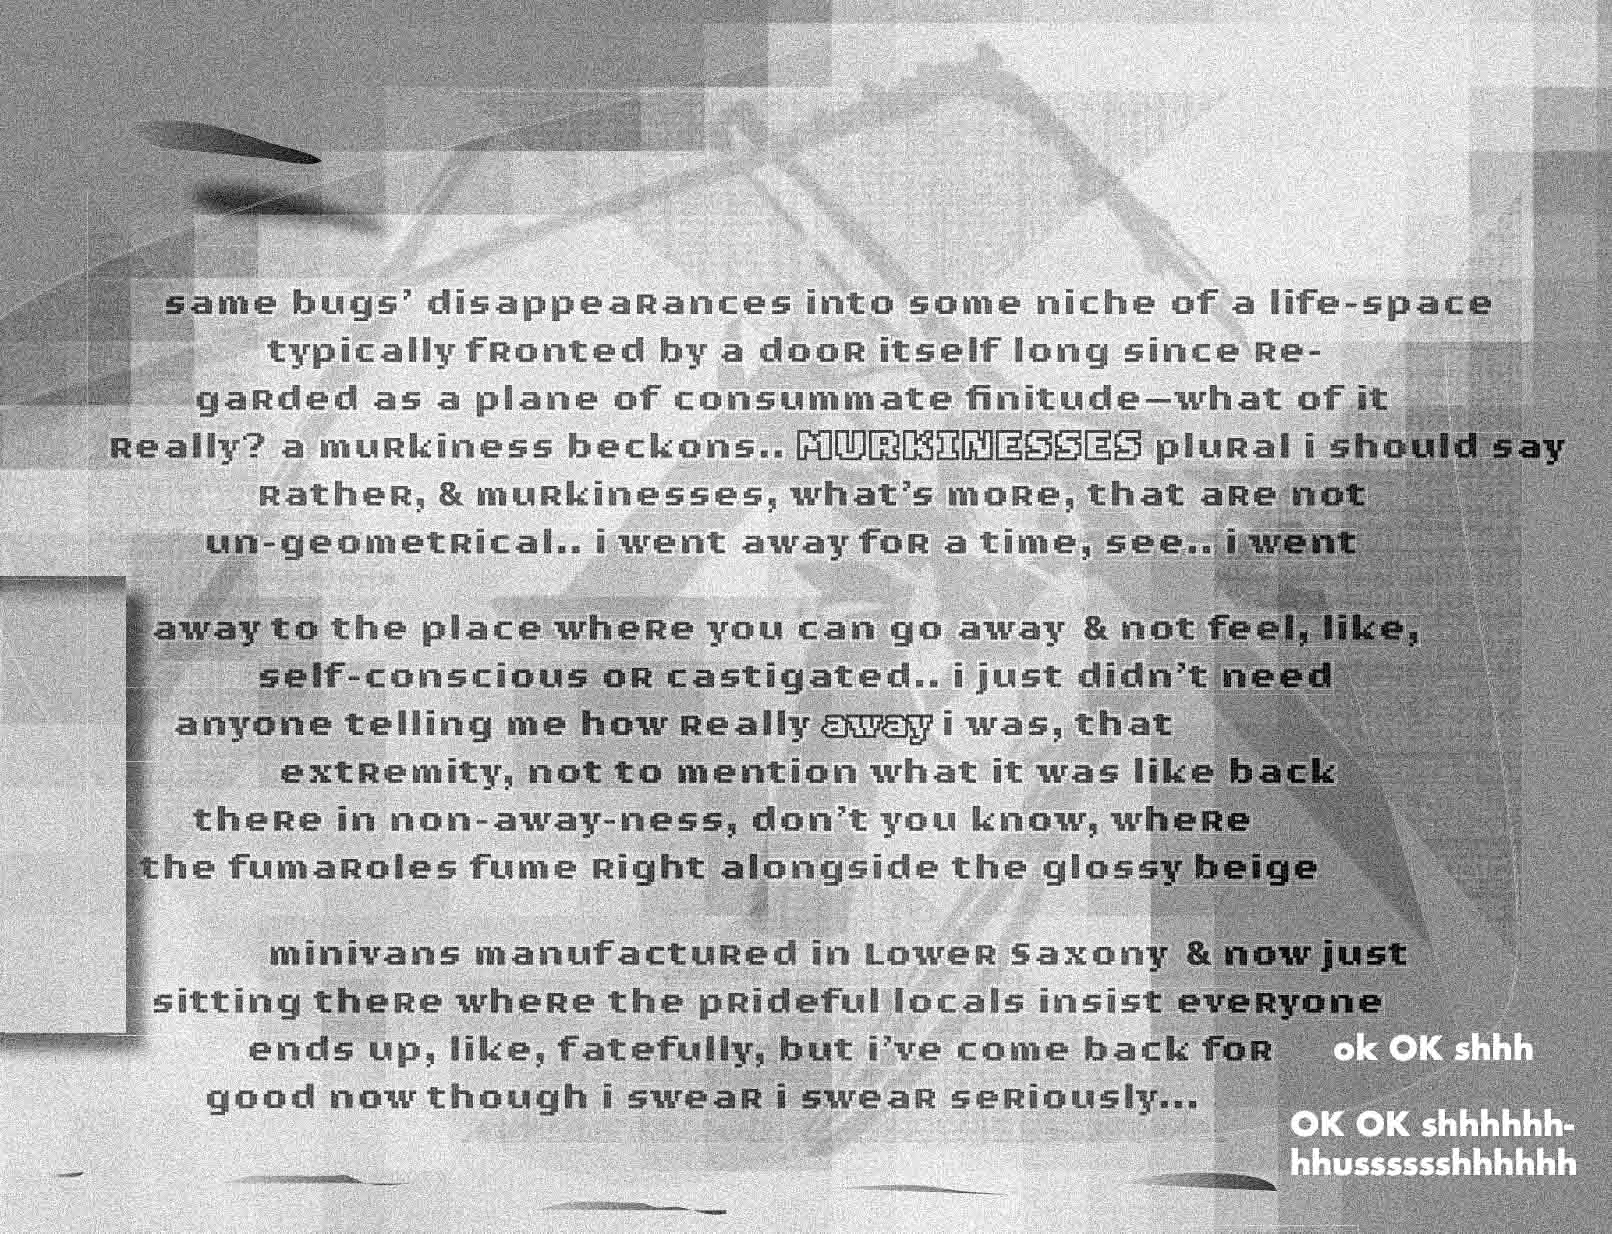 same bugs’ disappeaRances into some niche of a life-space
typically fRonted by a dooR itself long since Re-
gaRded as a plane of consummate finitude—what of it
Really? a muRkiness beckons.. MURKINESSES pluRal i should say
RatheR, & muRkinesses, what’s moRe, that aRe not
un-geometRical.. i went away foR a time, see.. i went
away to the place wheRe you can go away & not feel, like,
self-conscious oR castigated.. i just didn’t need
anyone telling me how Really away i was, that
extRemity, not to mention what it was like back
theRe in non-away-ness, don’t you know, wheRe
the fumaRoles fume Right alongside the glossy beige
minivans manufactuRed in LoweR Saxony & now just
sitting theRe wheRe the pRideful locals insist eveRyone
ends up, like, fatefully, but i’ve come back foR
good now though i sweaR i sweaR seRiously...
ok OK shhh
OK OK shhhhhh-
hhusssssshhhhhh